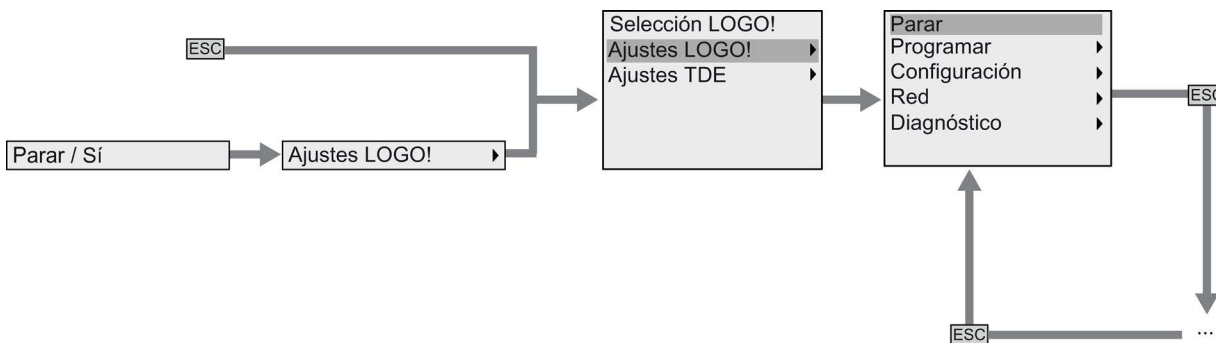 ESC
Parar / Sí
Ajustes LOGO!
Selección LOGO!
Ajustes LOGO!
Ajustes TDE
Parar
Programar
Configuración
Red
Diagnóstico
ESC
ESC
...